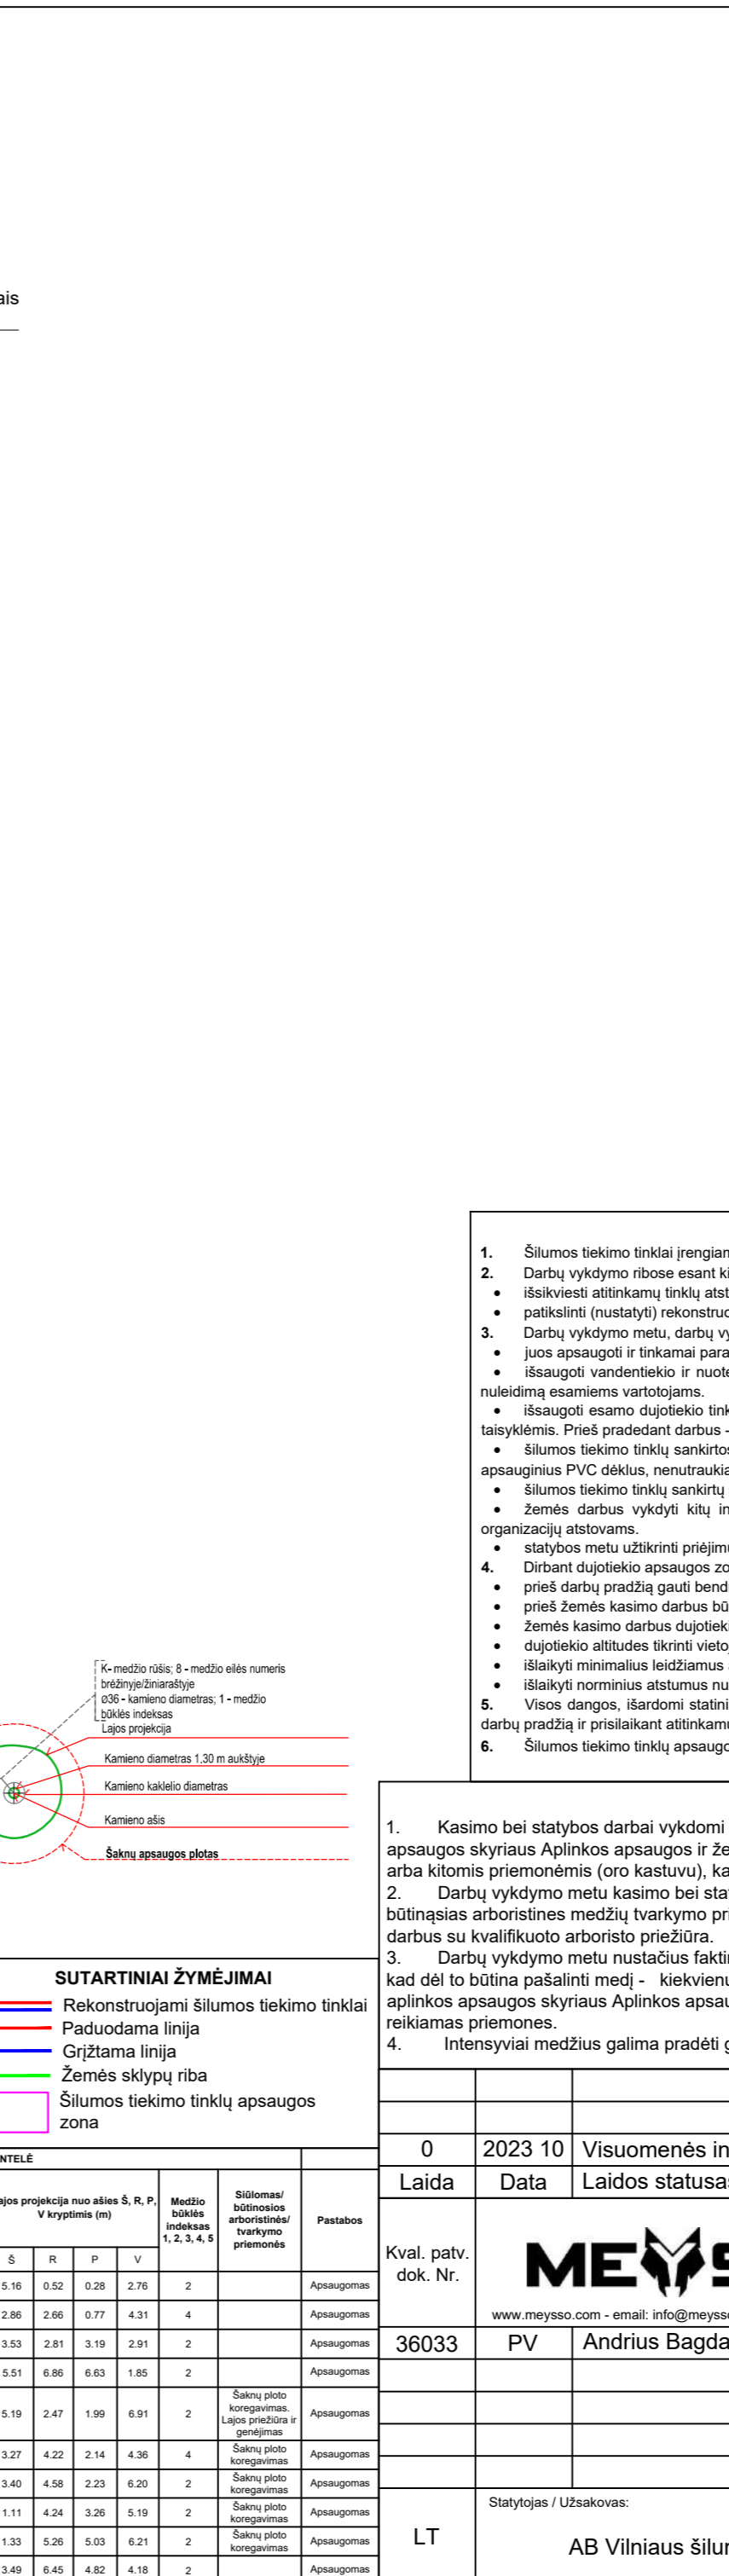 ais
1. Šilumos tiekimo tinklai įrengiam
2. Darbų vykdymo ribose esant ki
• išsikviesti atitinkamų tinklų atst
• patikslinti (nustatyti) rekonstruo
3. Darbų vykdymo metu, darbų vy
• juos apsaugoti ir tinkamai para
• išsaugoti vandentiekio ir nuote
nuleidimą esamiems vartotojams.
• išsaugoti esamo dujotiekio tink
taisyklėmis. Prieš pradedant darbus -
• šilumos tiekimo tinklų sankirtos
apsauginius PVC dėklus, nenutraukia
• šilumos tiekimo tinklų sankirtų
• žemės darbus vykdyti kitų in
organizacijų atstovams.
• statybos metu užtikrinti priėjimu
4. Dirbant dujotiekio apsaugos zo
• prieš darbų pradžią gauti bendr
• prieš žemės kasimo darbus bū
• žemės kasimo darbus dujotieki
• dujotiekio altitudes tikrinti vieto
• išlaikyti minimalius leidžiamus
• išlaikyti norminius atstumus nu
5. Visos dangos, išardomi statini
darbų pradžią ir prisilaikant atitinkamu
6. Šilumos tiekimo tinklų apsaugo
K- medžio rūšis; 8 - medžio eilės numeris
brėžinyje/žiniaraštyje
ø36 - kamieno diametras; 1 - medžio
būklės indeksas
Lajos projekcija
Kamieno diametras 1,30 m aukštyje
Kamieno kaklelio diametras
Kamieno ašis
Šaknų apsaugos plotas
1. Kasimo bei statybos darbai vykdomi
apsaugos skyriaus Aplinkos apsaugos ir že
arba kitomis priemonėmis (oro kastuvu), ka
2. Darbų vykdymo metu kasimo bei stat
būtinąsias arboristines medžių tvarkymo pri
darbus su kvalifikuoto arboristo priežiūra.
3. Darbų vykdymo metu nustačius faktin
kad dėl to būtina pašalinti medį - kiekvienu
aplinkos apsaugos skyriaus Aplinkos apsau
reikiamas priemones.
4. Intensyviai medžius galima pradėti g
SUTARTINIAI ŽYMĖJIMAI
Rekonstruojami šilumos tiekimo tinklai
Paduodama linija
Grįžtama linija
Žemės sklypų riba
Šilumos tiekimo tinklų apsaugos
zona
NTELĖ
ajos projekcija nuo ašies Š, R, P,
V kryptimis (m)
Medžio
būklės
indeksas
1, 2, 3, 4, 5
Siūlomas/
būtinosios
arboristinės/
tvarkymo
priemonės
Pastabos
Š R P V
5.16 0.52 0.28 2.76 2 Apsaugomas
2.86 2.66 0.77 4.31 4 Apsaugomas
3.53 2.81 3.19 2.91 2 Apsaugomas
5.51 6.86 6.63 1.85 2 Apsaugomas
5.19 2.47 1.99 6.91 2 Šaknų ploto
koregavimas.
Lajos priežiūra ir
genėjimas Apsaugomas
3.27 4.22 2.14 4.36 4 Šaknų ploto
koregavimas Apsaugomas
3.40 4.58 2.23 6.20 2 Šaknų ploto
koregavimas Apsaugomas
1.11 4.24 3.26 5.19 2 Šaknų ploto
koregavimas Apsaugomas
1.33 5.26 5.03 6.21 2 Šaknų ploto
koregavimas Apsaugomas
3.49 6.45 4.82 4.18 2 Apsaugomas
0 2023 10 Visuomenės in
Laida Data Laidos statusas
Kval. patv.
dok. Nr.
MEYS
www.meysso.com - email: info@meysso
36033 PV Andrius Bagda
LT
Statytojas / Užsakovas:
AB Vilniaus šilum